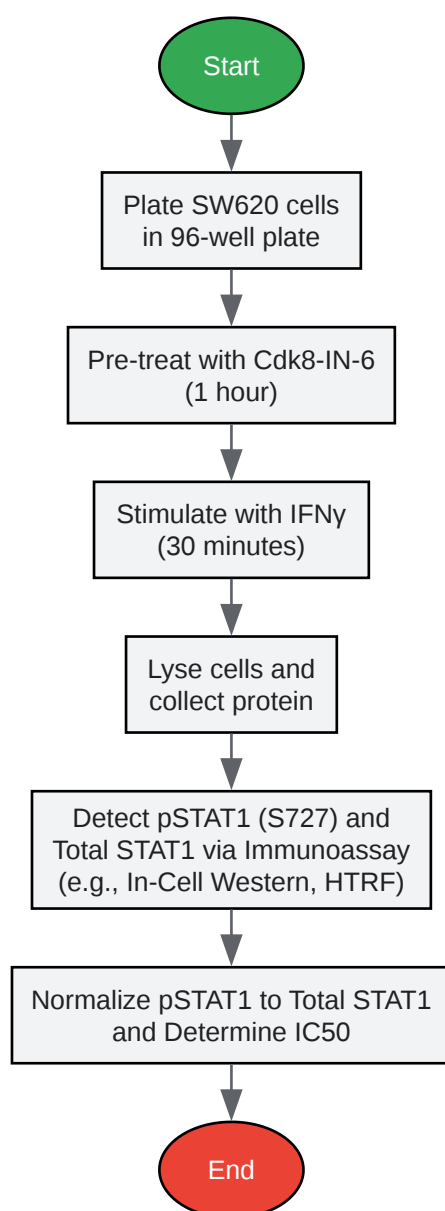 Start
Plate SW620 cells
in 96-well plate
Pre-treat with Cdk8-IN-6
(1 hour)
Stimulate with IFNγ
(30 minutes)
Lyse cells and
collect protein
Detect pSTAT1 (S727) and
Total STAT1 via Immunoassay
(e.g., In-Cell Western, HTRF)
Normalize pSTAT1 to Total STAT1
and Determine IC50
End